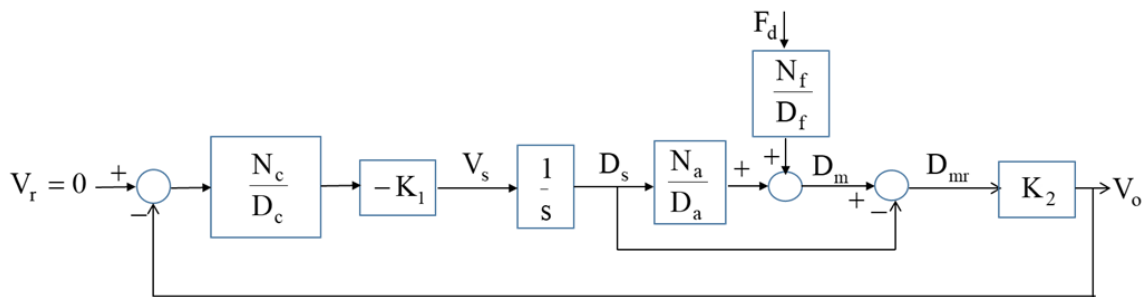 F_d
N_f
D_f
V_r = 0
+
−
N_c
D_c
−K_1
V_s
1
s
D_s
N_a
D_a
+
+
D_m
+
−
D_mr
K_2
V_o